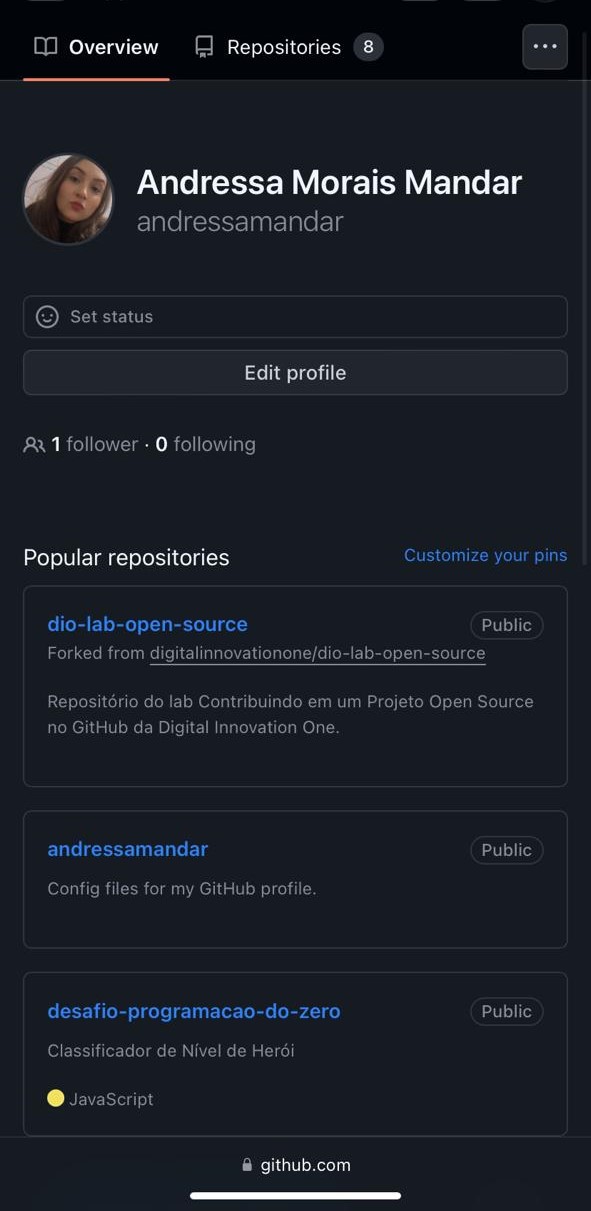 Overview
Repositories 8
Andressa Morais Mandar
andressamandar
Set status
Edit profile
1 follower · 0 following
Popular repositories
Customize your pins
dio-lab-open-source
Public
Forked from digitalinnovationone/dio-lab-open-source
Repositório do lab Contribuindo em um Projeto Open Source
no GitHub da Digital Innovation One.
andressamandar
Public
Config files for my GitHub profile.
desafio-programacao-do-zero
Public
Classificador de Nível de Herói
JavaScript
github.com